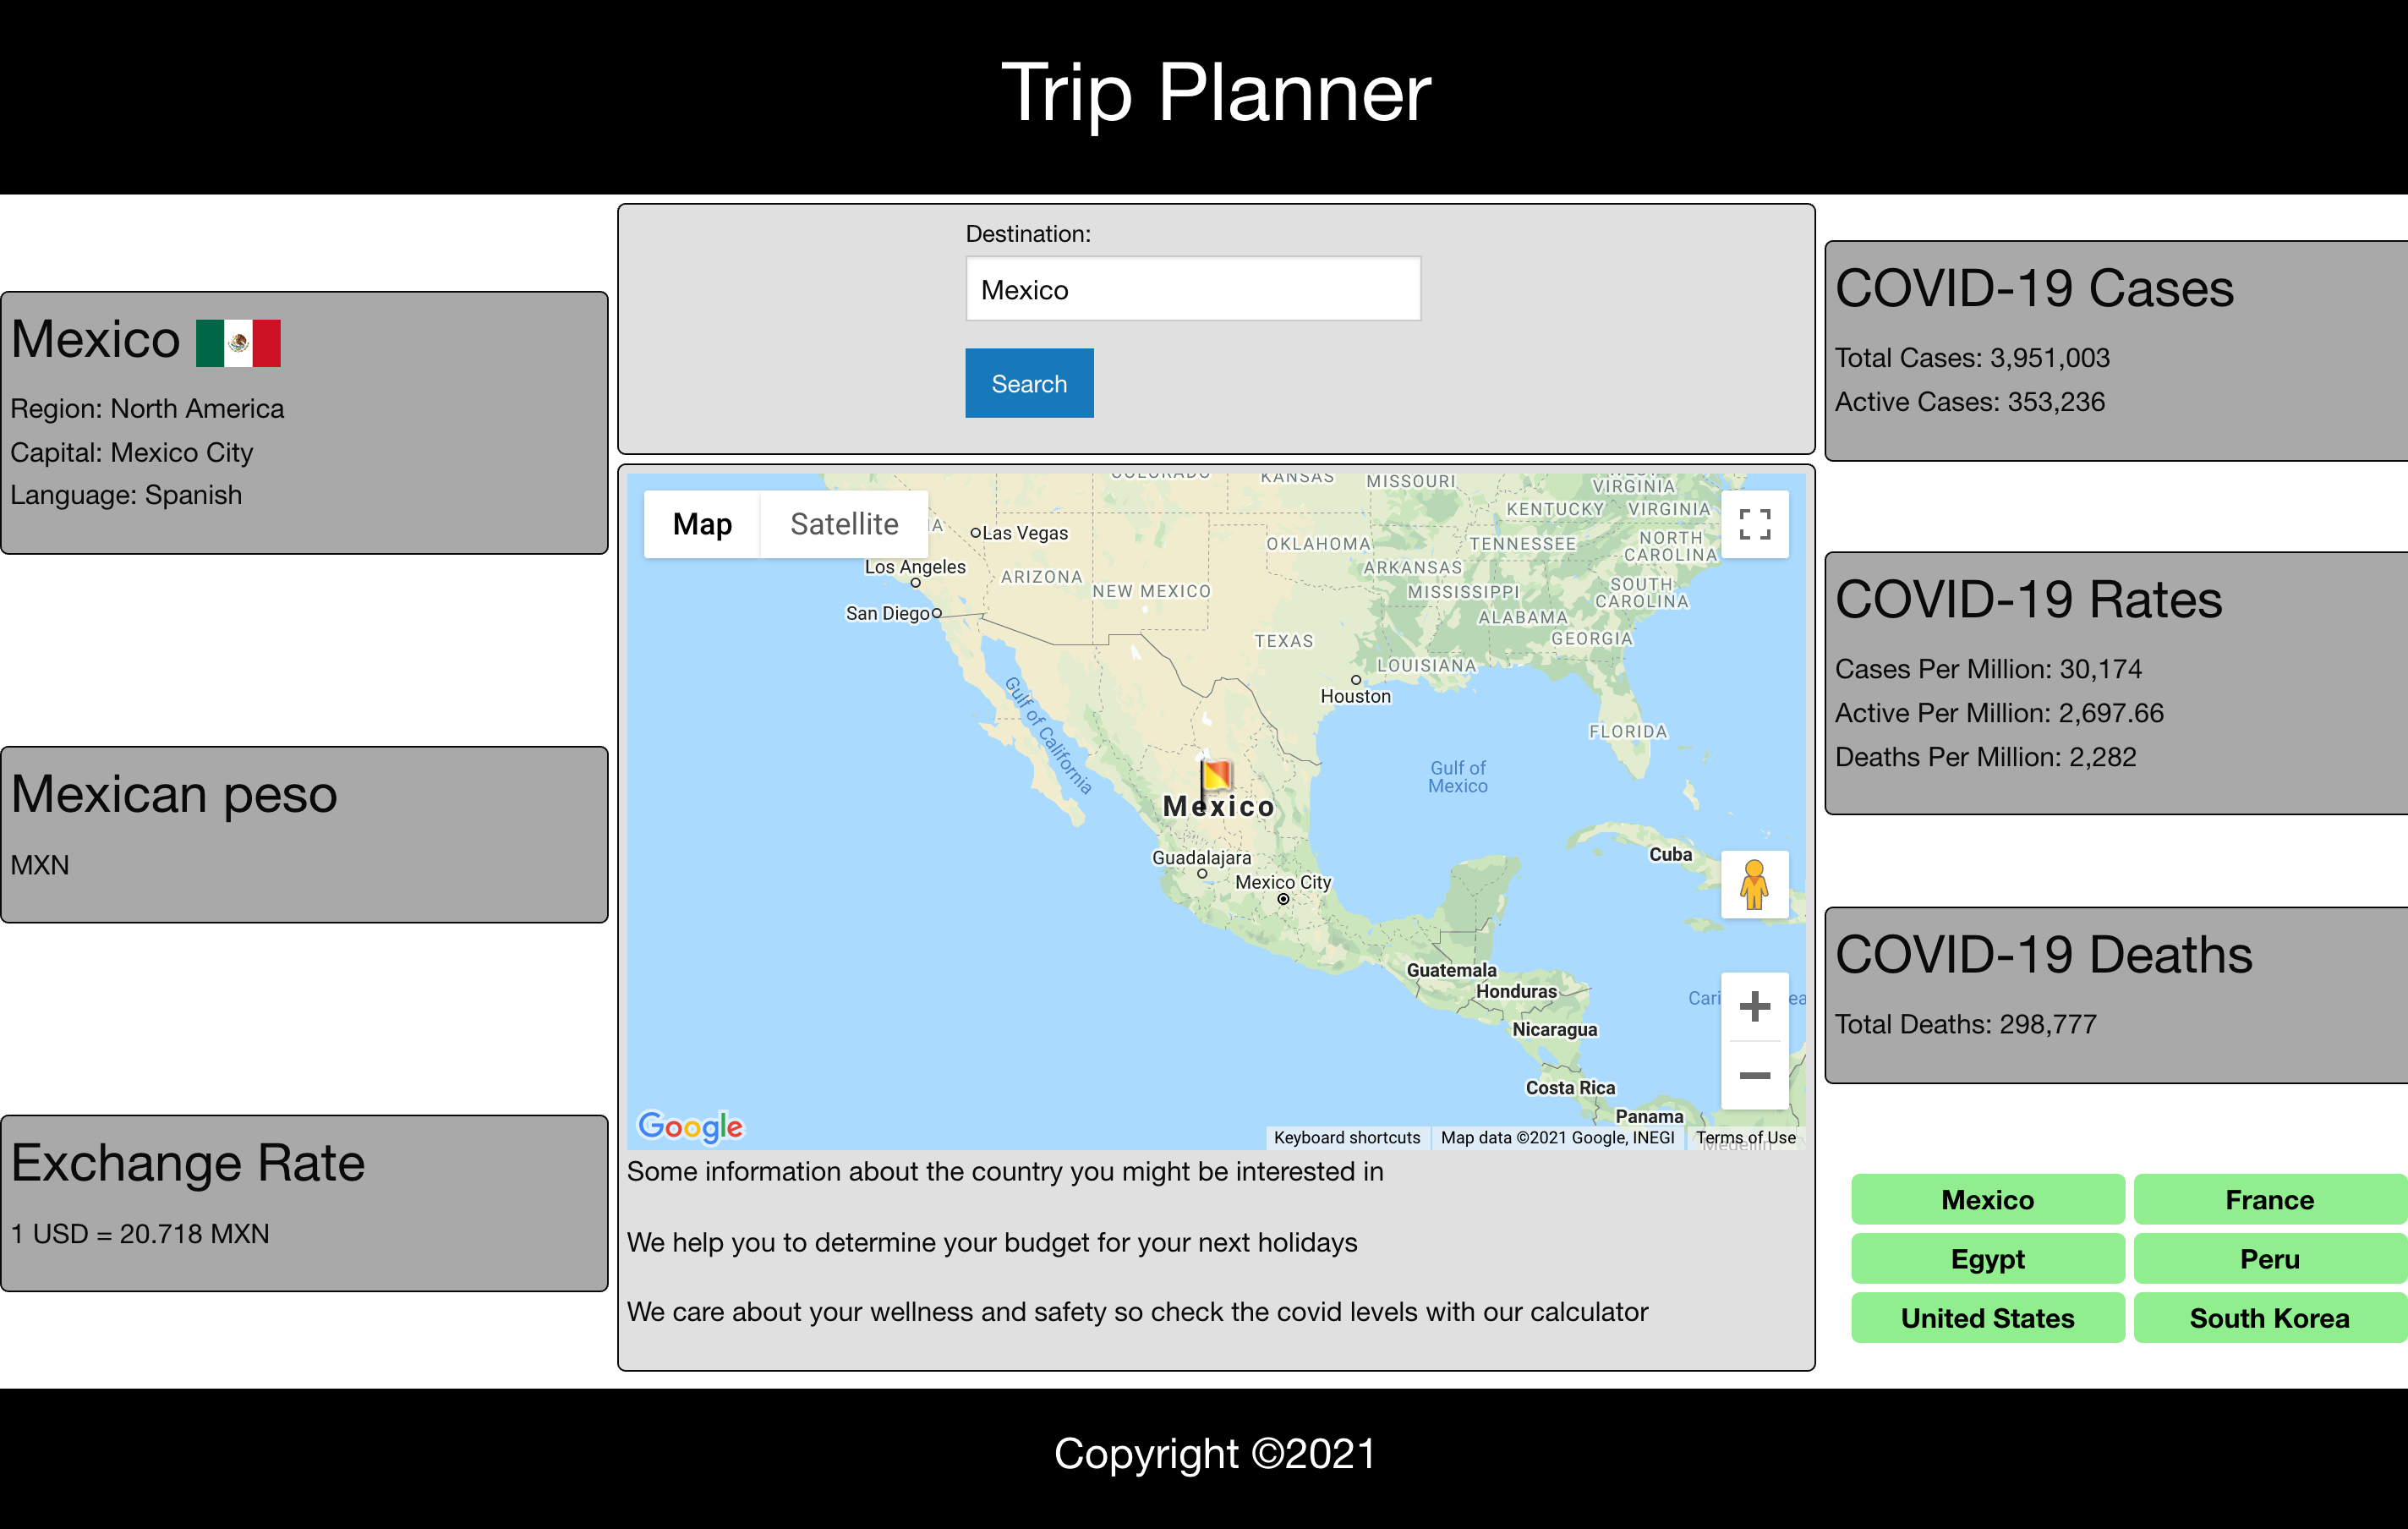 Trip Planner
Mexico
Region: North America
Capital: Mexico City
Language: Spanish
Mexican peso
MXN
Exchange Rate
1 USD = 20.718 MXN
Destination:
Mexico
Search
Map
Satellite
COLORADO
KANSAS
MISSOURI
WEST
VIRGINIA
KENTUCKY
VIRGINIA
Las Vegas
OKLAHOMA
TENNESSEE
NORTH
CAROLINA
Los Angeles
ARIZONA
NEW MEXICO
ARKANSAS
MISSISSIPPI
SOUTH
CAROLINA
San Diego
ALABAMA
TEXAS
GEORGIA
LOUISIANA
Houston
Gulf of California
FLORIDA
Gulf of
Mexico
Mexico
Guadalajara
Mexico City
Cuba
Guatemala
Honduras
Nicaragua
Costa Rica
Panama
Medellín
Google
Keyboard shortcuts
Map data ©2021 Google, INEGI
Terms of Use
Some information about the country you might be interested in
We help you to determine your budget for your next holidays
We care about your wellness and safety so check the covid levels with our calculator
COVID-19 Cases
Total Cases: 3,951,003
Active Cases: 353,236
COVID-19 Rates
Cases Per Million: 30,174
Active Per Million: 2,697.66
Deaths Per Million: 2,282
COVID-19 Deaths
Total Deaths: 298,777
Mexico
France
Egypt
Peru
United States
South Korea
Copyright ©2021